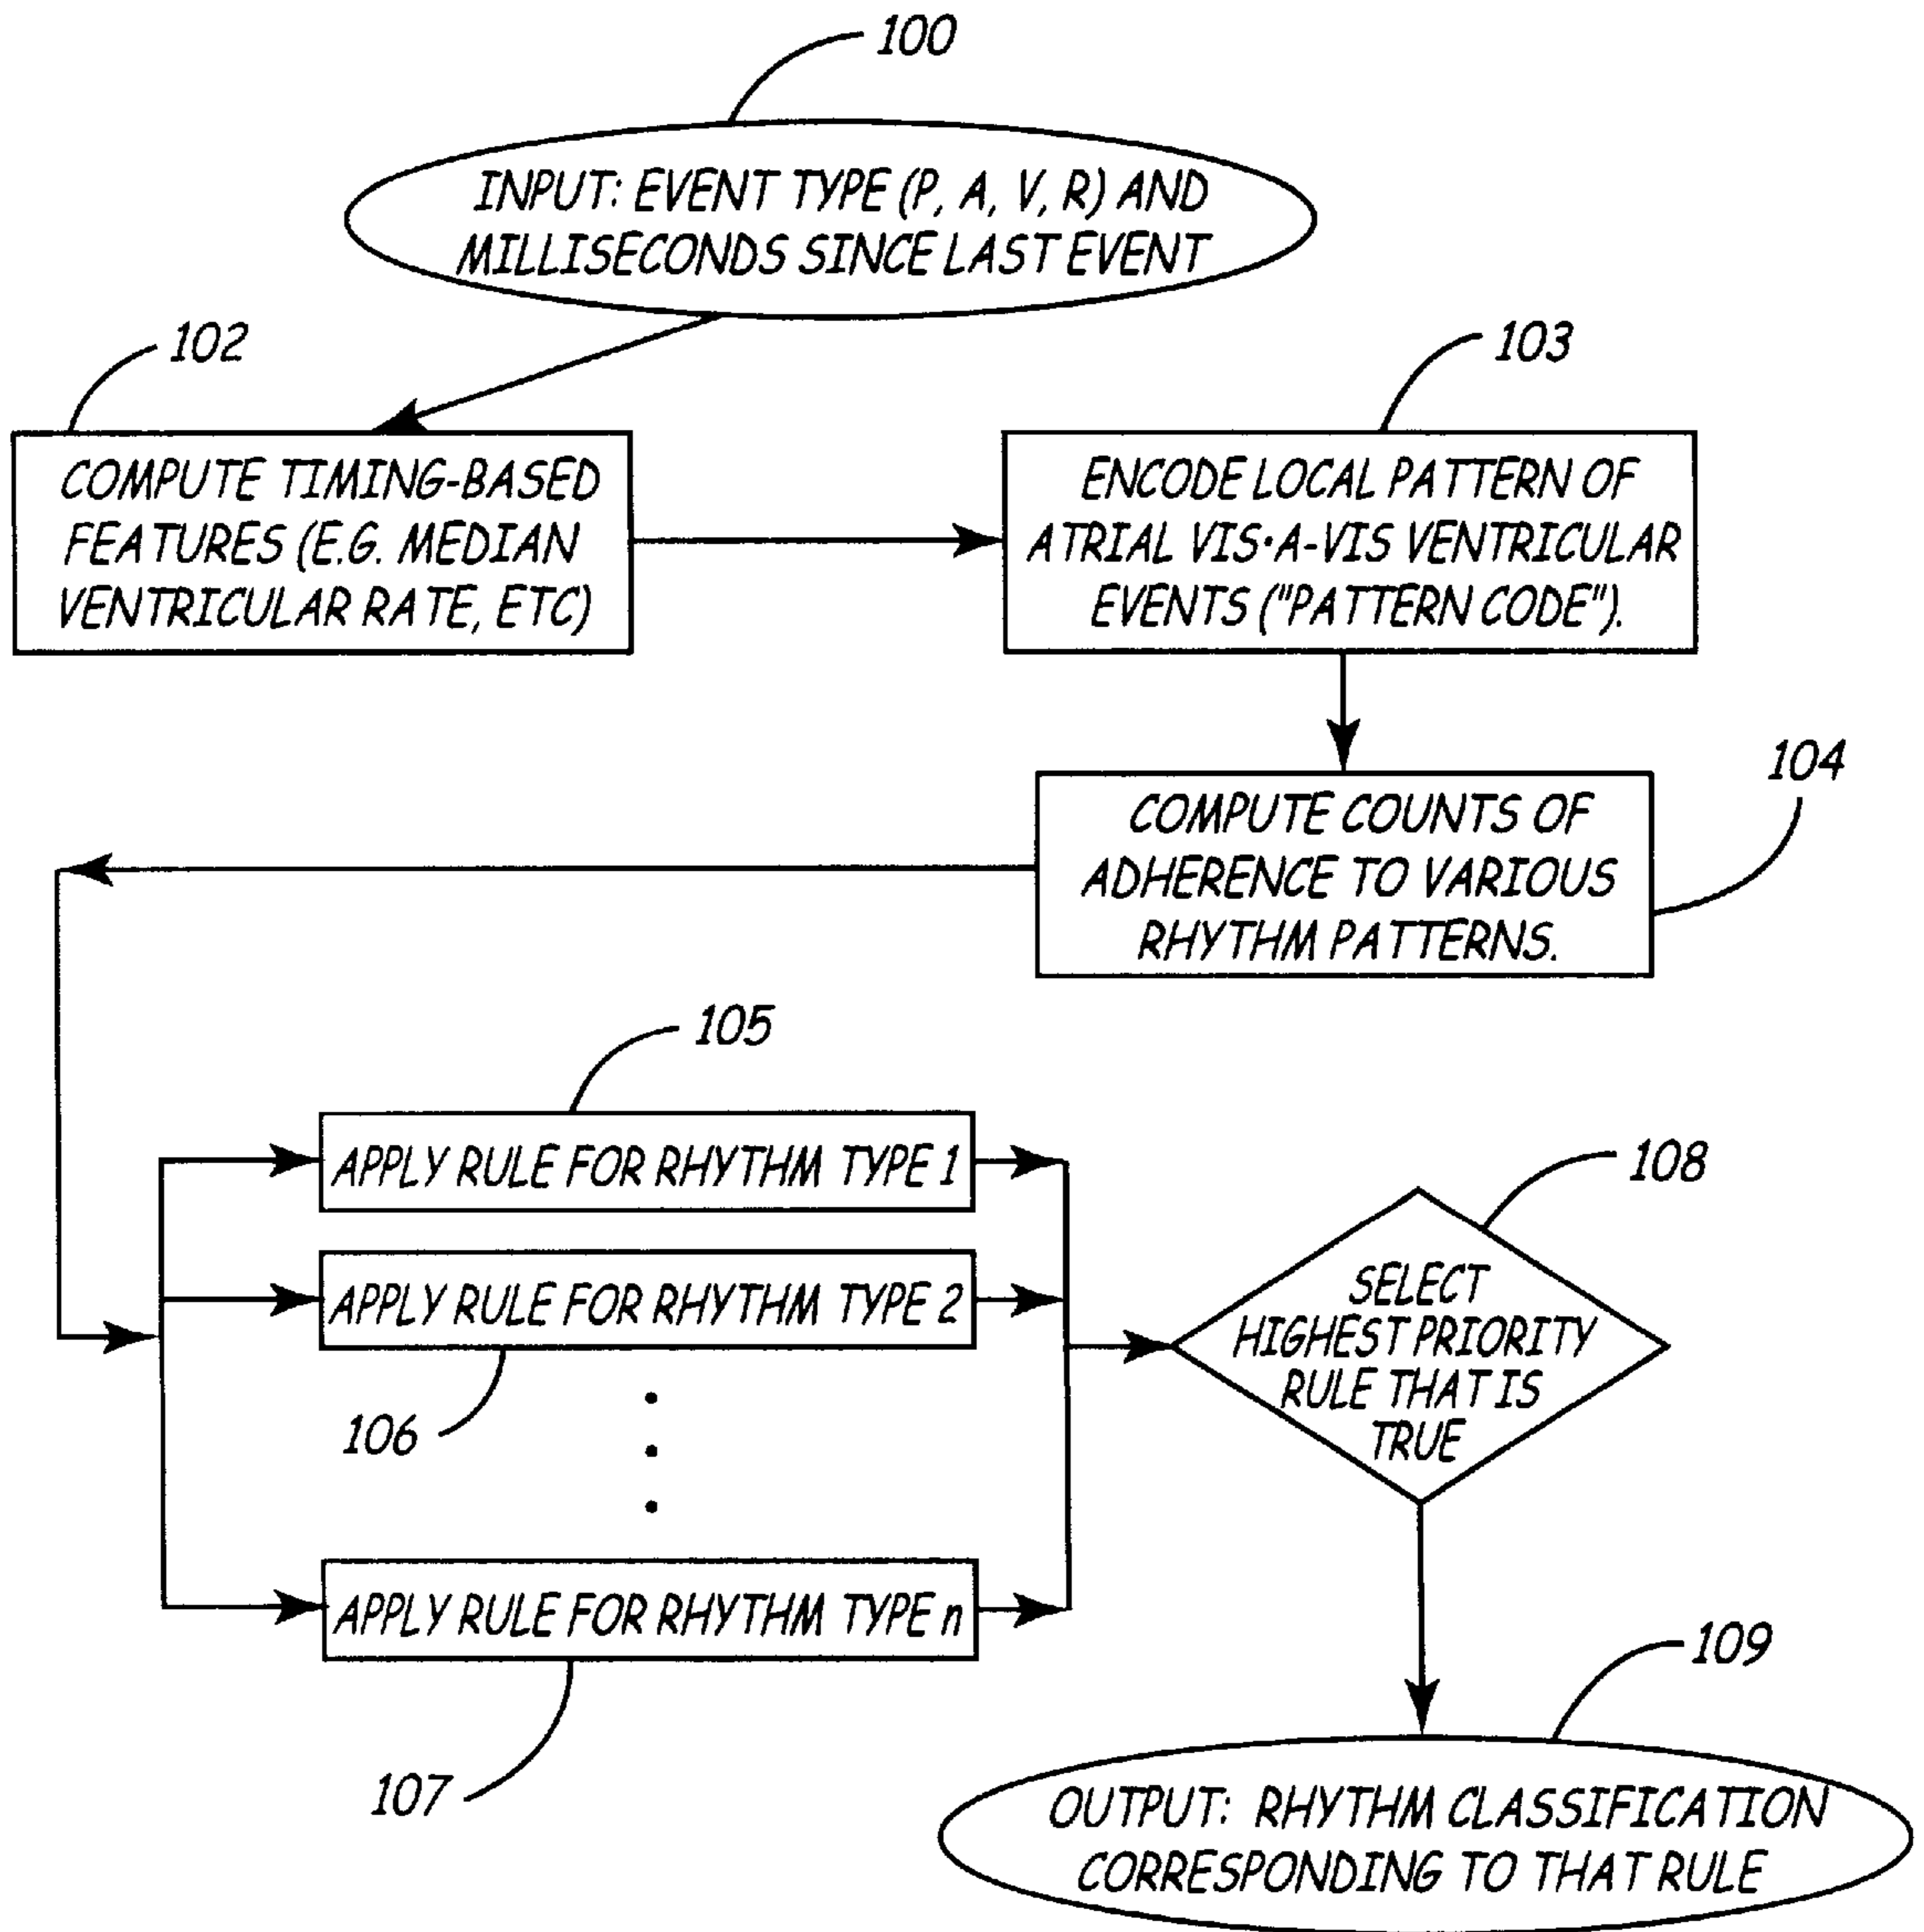 100
INPUT: EVENT TYPE (P, A, V, R) AND
MILLISECONDS SINCE LAST EVENT
102
COMPUTE TIMING-BASED
FEATURES (E.G. MEDIAN
VENTRICULAR RATE, ETC)
103
ENCODE LOCAL PATTERN OF
ATRIAL VIS·A-VIS VENTRICULAR
EVENTS ("PATTERN CODE").
104
COMPUTE COUNTS OF
ADHERENCE TO VARIOUS
RHYTHM PATTERNS.
105
APPLY RULE FOR RHYTHM TYPE 1
APPLY RULE FOR RHYTHM TYPE 2
106
APPLY RULE FOR RHYTHM TYPE n
107
108
SELECT
HIGHEST PRIORITY
RULE THAT IS
TRUE
109
OUTPUT: RHYTHM CLASSIFICATION
CORRESPONDING TO THAT RULE